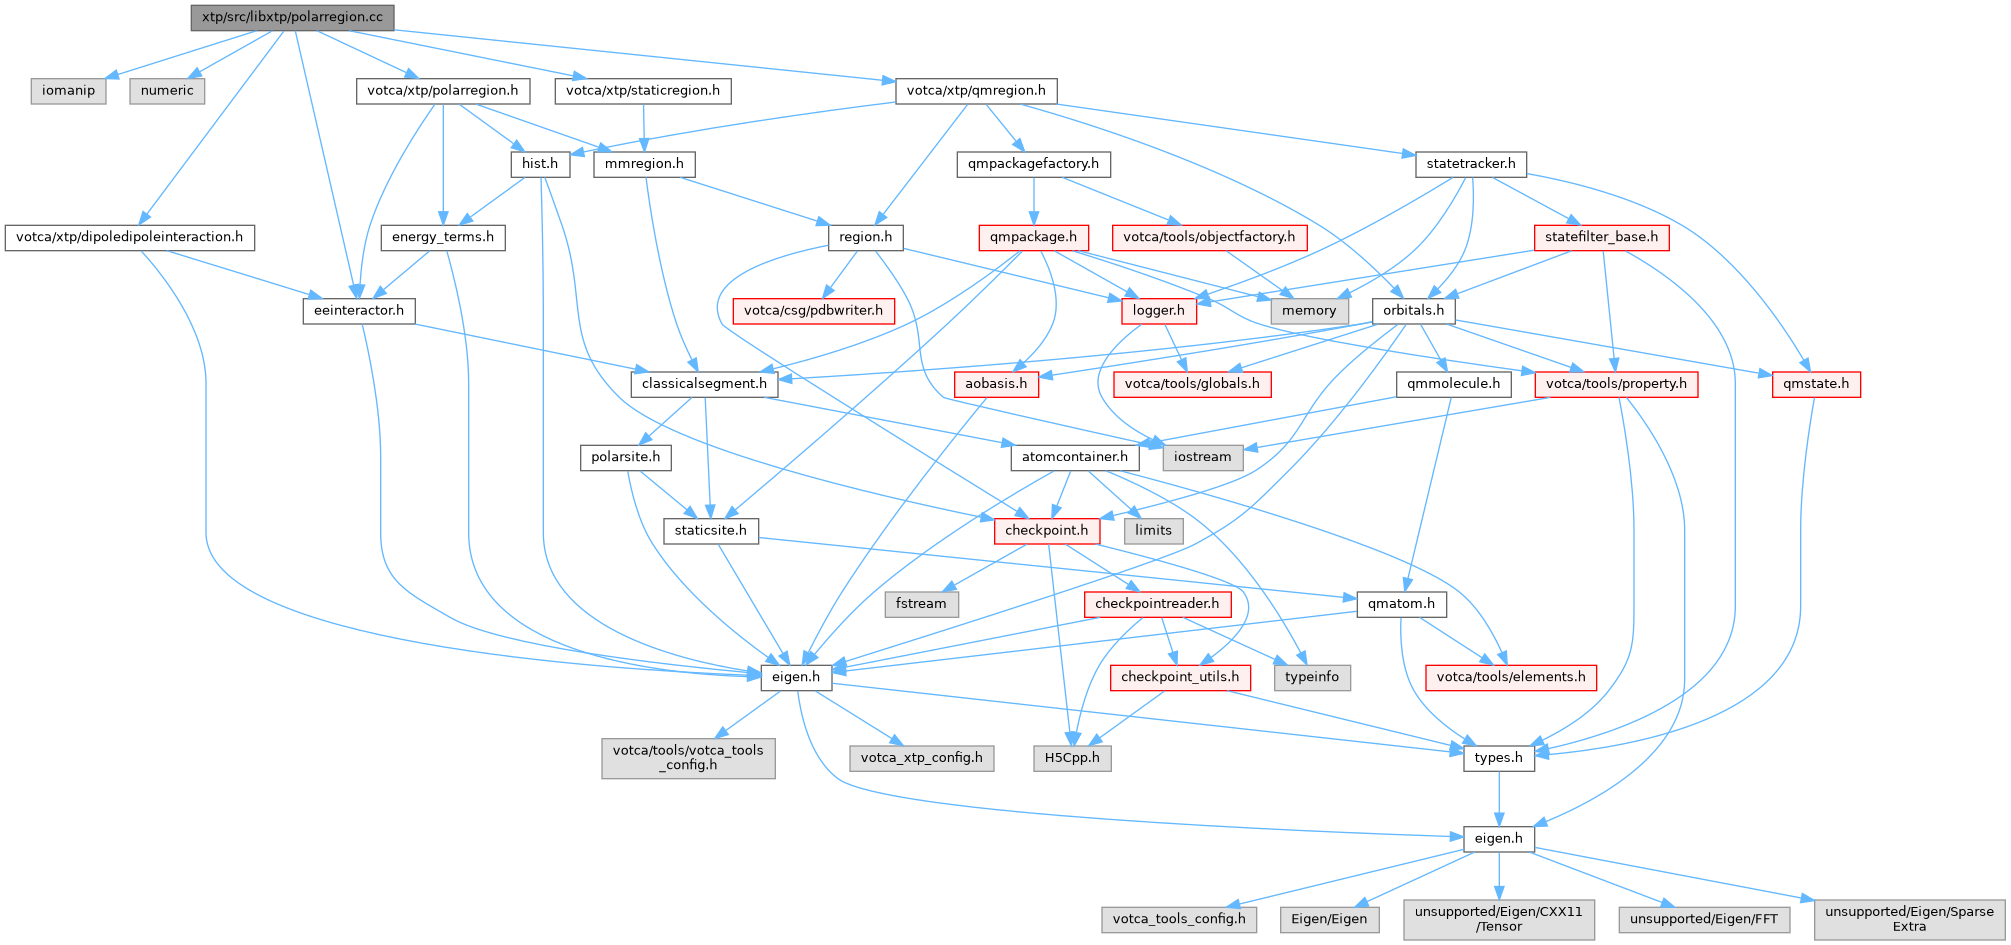 xtp/src/libxtp/polarregion.cc
iomanip
numeric
votca/xtp/polarregion.h
votca/xtp/staticregion.h
votca/xtp/qmregion.h
hist.h
mmregion.h
qmpackagefactory.h
statetracker.h
votca/xtp/dipoledipoleinteraction.h
energy_terms.h
region.h
qmpackage.h
votca/tools/objectfactory.h
statefilter_base.h
eeinteractor.h
votca/csg/pdbwriter.h
logger.h
memory
orbitals.h
classicalsegment.h
aobasis.h
votca/tools/globals.h
qmmolecule.h
votca/tools/property.h
qmstate.h
polarsite.h
atomcontainer.h
iostream
staticsite.h
checkpoint.h
limits
fstream
checkpointreader.h
qmatom.h
eigen.h
checkpoint_utils.h
typeinfo
votca/tools/elements.h
votca/tools/votca_tools
_config.h
votca_xtp_config.h
H5Cpp.h
types.h
eigen.h
votca_tools_config.h
Eigen/Eigen
unsupported/Eigen/CXX11
/Tensor
unsupported/Eigen/FFT
unsupported/Eigen/Sparse
Extra